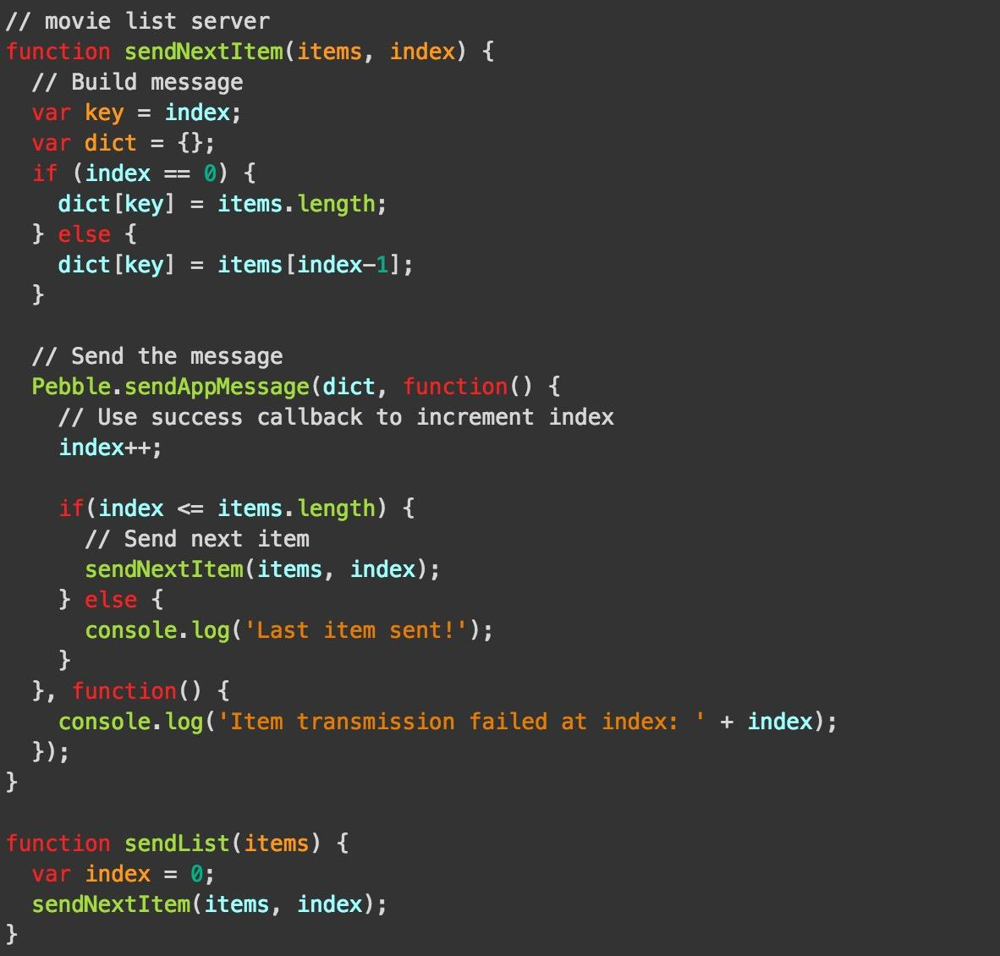 // movie list server
function sendNextItem(items, index) {
  // Build message
  var key = index;
  var dict = {};
  if (index == 0) {
    dict[key] = items.length;
  } else {
    dict[key] = items[index-1];
  }

  // Send the message
  Pebble.sendAppMessage(dict, function() {
    // Use success callback to increment index
    index++;

    if(index <= items.length) {
      // Send next item
      sendNextItem(items, index);
    } else {
      console.log('Last item sent!');
    }
  }, function() {
    console.log('Item transmission failed at index: ' + index);
  });
}

function sendList(items) {
  var index = 0;
  sendNextItem(items, index);
}